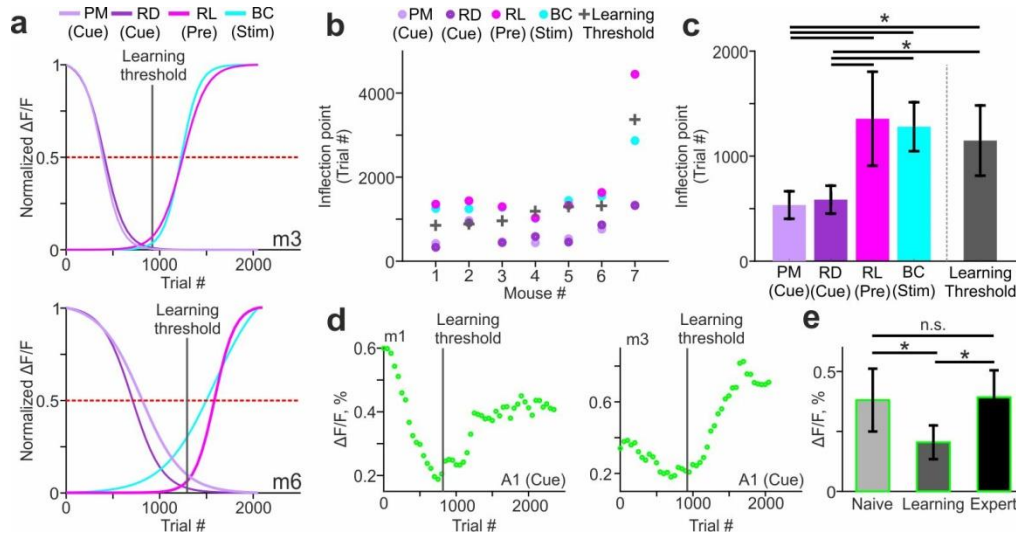 a
PM RD RL BC
(Cue) (Cue) (Pre) (Stim)
Learning
threshold
Normalized ΔF/F
1
0.5
0
0 1000 2000
Trial #
m3
Learning
threshold
Normalized ΔF/F
1
0.5
0
0 1000 2000
Trial #
m6
b
PM RD RL BC Learning
(Cue) (Cue) (Pre) (Stim) Threshold
Inflection point
(Trial #)
4000
2000
0
1 2 3 4 5 6 7
Mouse #
c
*
*
Inflection point
(Trial #)
2000
1000
0
PM RD RL BC Learning
(Cue) (Cue) (Pre) (Stim) Threshold
d
m1
Learning
threshold
ΔF/F, %
0.6
0.4
0.2
A1 (Cue)
0 1000 2000
Trial #
m3
Learning
threshold
0.6
0.2
A1 (Cue)
0 1000 2000
Trial #
e
n.s.
* *
ΔF/F, %
0.5
0
Naive Learning Expert